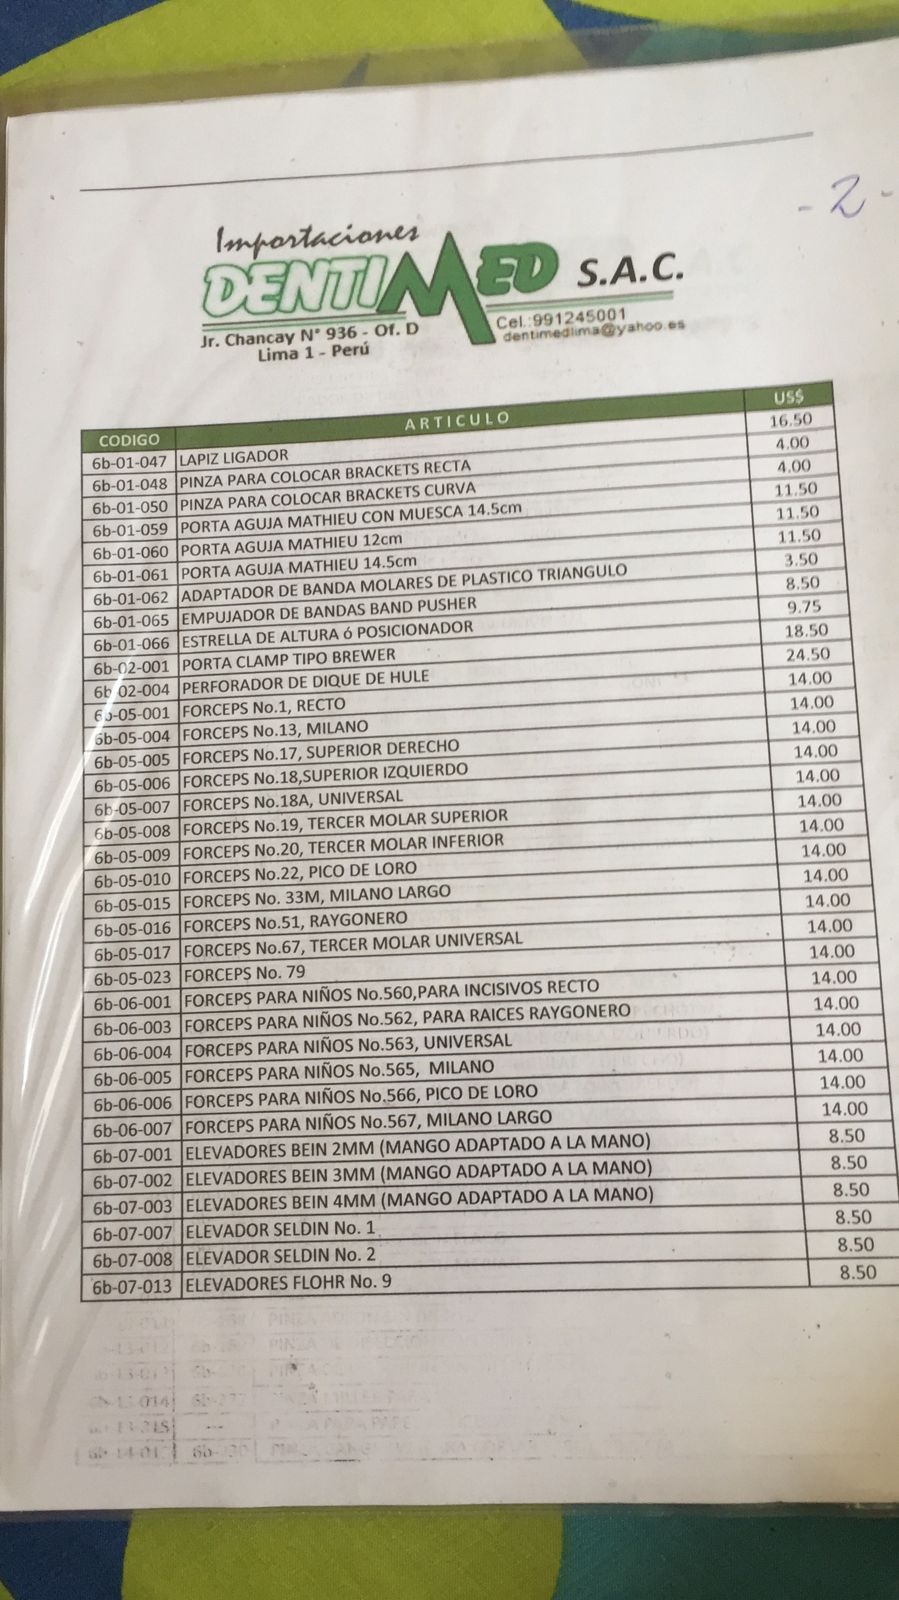 - 2 -
Importaciones
DENTIMED S.A.C.
Jr. Chancay N° 936 - Of. D
Lima 1 - Perú
Cel.:991245001
dentimedlima@yahoo.es
CODIGO ARTICULO US$
6b-01-047 LAPIZ LIGADOR 16.50
6b-01-048 PINZA PARA COLOCAR BRACKETS RECTA 4.00
6b-01-050 PINZA PARA COLOCAR BRACKETS CURVA 4.00
6b-01-059 PORTA AGUJA MATHIEU CON MUESCA 14.5cm 11.50
6b-01-060 PORTA AGUJA MATHIEU 12cm 11.50
6b-01-061 PORTA AGUJA MATHIEU 14.5cm 11.50
6b-01-062 ADAPTADOR DE BANDA MOLARES DE PLASTICO TRIANGULO 3.50
6b-01-065 EMPUJADOR DE BANDAS BAND PUSHER 8.50
6b-01-066 ESTRELLA DE ALTURA ó POSICIONADOR 9.75
6b-02-001 PORTA CLAMP TIPO BREWER 18.50
6b-02-004 PERFORADOR DE DIQUE DE HULE 24.50
6b-05-001 FORCEPS No.1, RECTO 14.00
6b-05-004 FORCEPS No.13, MILANO 14.00
6b-05-005 FORCEPS No.17, SUPERIOR DERECHO 14.00
6b-05-006 FORCEPS No.18,SUPERIOR IZQUIERDO 14.00
6b-05-007 FORCEPS No.18A, UNIVERSAL 14.00
6b-05-008 FORCEPS No.19, TERCER MOLAR SUPERIOR 14.00
6b-05-009 FORCEPS No.20, TERCER MOLAR INFERIOR 14.00
6b-05-010 FORCEPS No.22, PICO DE LORO 14.00
6b-05-015 FORCEPS No. 33M, MILANO LARGO 14.00
6b-05-016 FORCEPS No.51, RAYGONERO 14.00
6b-05-017 FORCEPS No.67, TERCER MOLAR UNIVERSAL 14.00
6b-05-023 FORCEPS No. 79 14.00
6b-06-001 FORCEPS PARA NIÑOS No.560,PARA INCISIVOS RECTO 14.00
6b-06-003 FORCEPS PARA NIÑOS No.562, PARA RAICES RAYGONERO 14.00
6b-06-004 FORCEPS PARA NIÑOS No.563, UNIVERSAL 14.00
6b-06-005 FORCEPS PARA NIÑOS No.565, MILANO 14.00
6b-06-006 FORCEPS PARA NIÑOS No.566, PICO DE LORO 14.00
6b-06-007 FORCEPS PARA NIÑOS No.567, MILANO LARGO 14.00
6b-07-001 ELEVADORES BEIN 2MM (MANGO ADAPTADO A LA MANO) 8.50
6b-07-002 ELEVADORES BEIN 3MM (MANGO ADAPTADO A LA MANO) 8.50
6b-07-003 ELEVADORES BEIN 4MM (MANGO ADAPTADO A LA MANO) 8.50
6b-07-007 ELEVADOR SELDIN No. 1 8.50
6b-07-008 ELEVADOR SELDIN No. 2 8.50
6b-07-013 ELEVADORES FLOHR No. 9 8.50